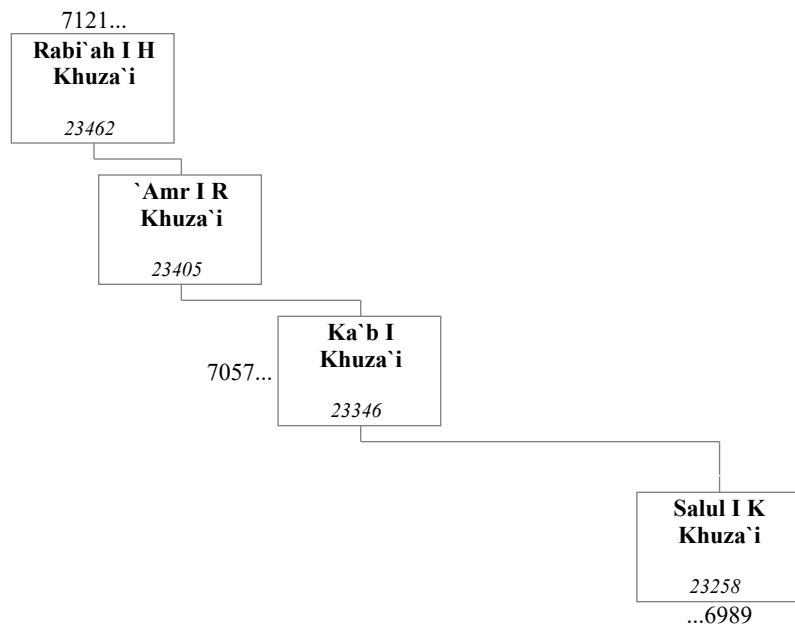 7121...
Rabi`ah I H
Khuza`i
23462
`Amr I R
Khuza`i
23405
Ka`b I
Khuza`i
7057...
23346
Salul I K
Khuza`i
23258
...6989